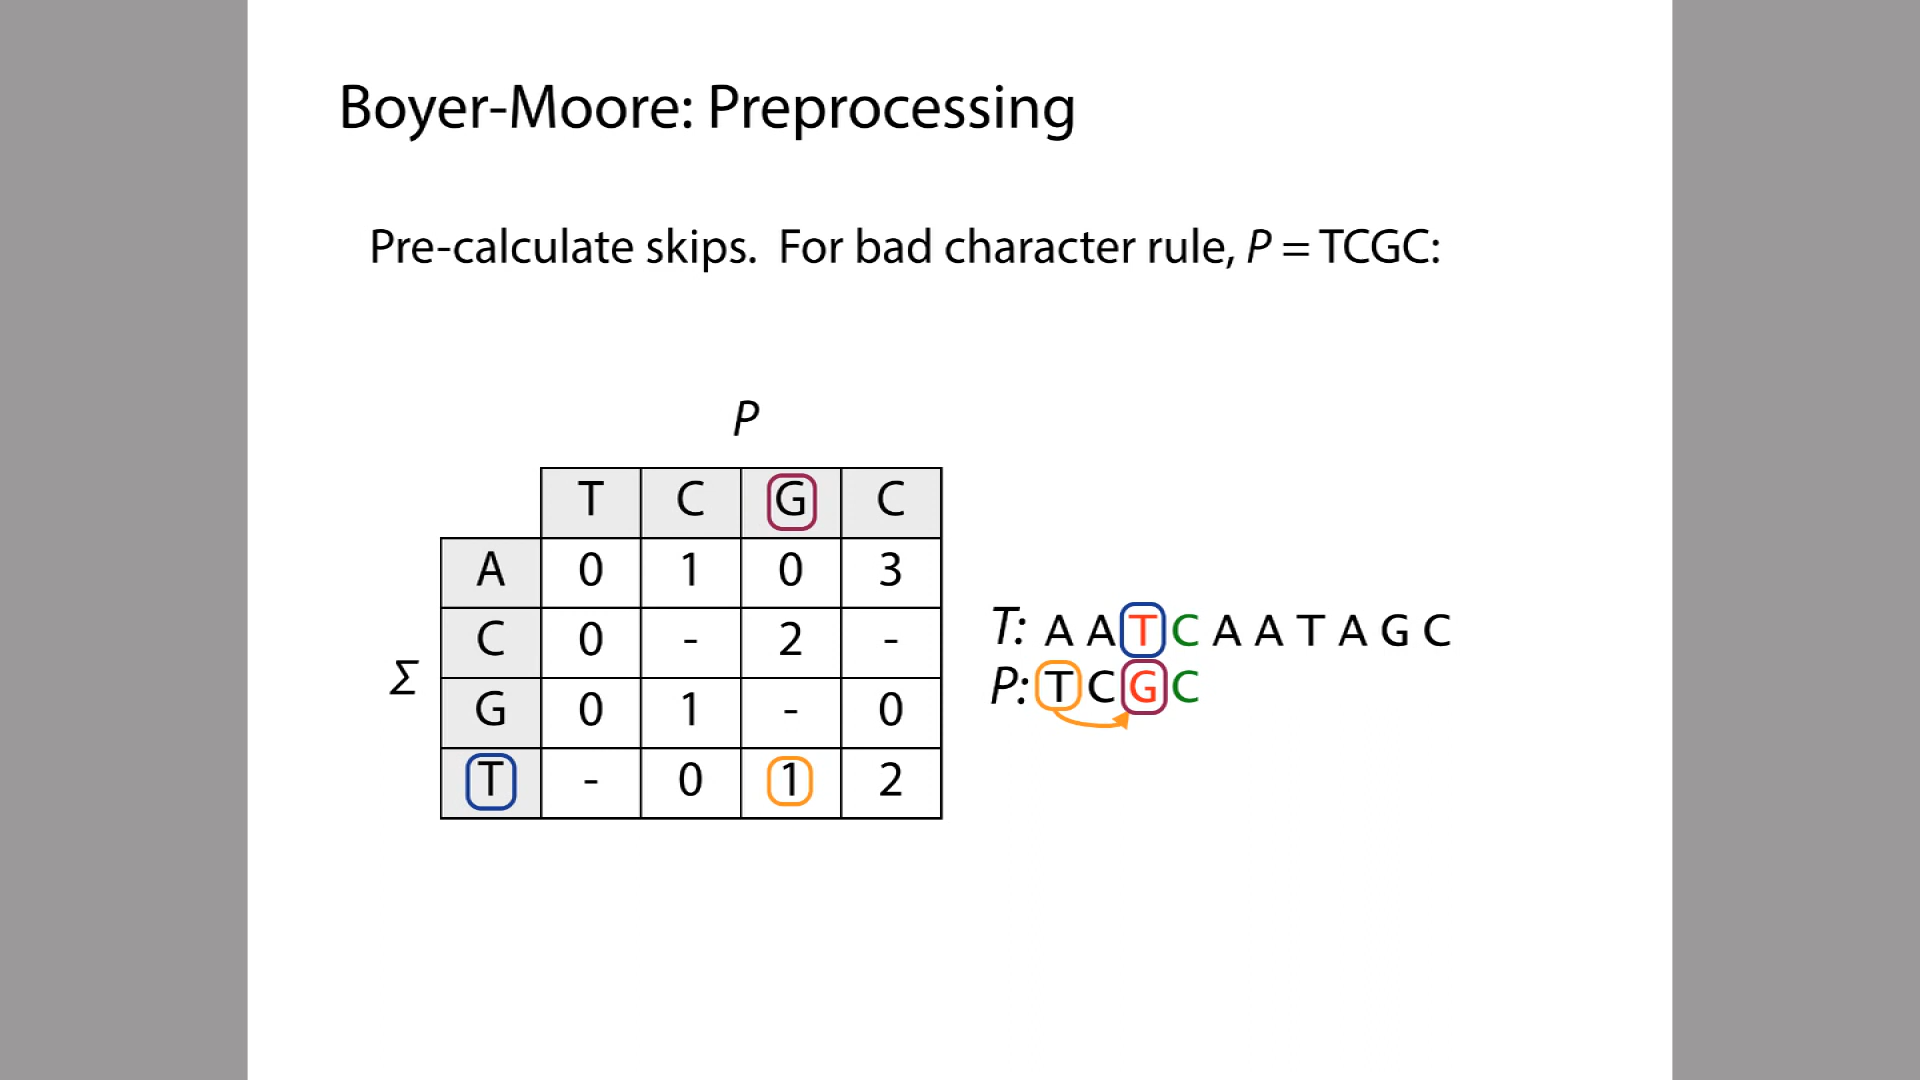 Boyer-Moore: Preprocessing
Pre-calculate skips. For bad character rule, P = TCGC:
P
T C G C
A 0 1 0 3
C 0 - 2 -
Σ
G 0 1 - 0
T - 0 1 2
T: A A T C A A T A G C
P: T C G C